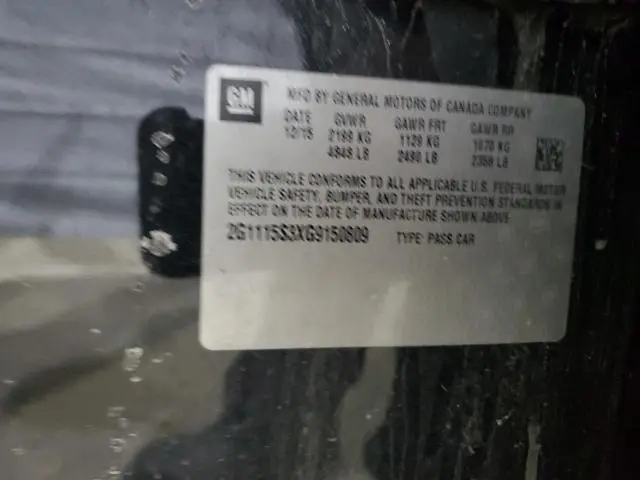 GM
MFD BY GENERAL MOTORS OF CANADA COMPANY
DATE GVWR GAWR FRT GAWR RR
12/15 2199 KG 1129 KG 1070 KG
4848 LB 2490 LB 2358 LB
THIS VEHICLE CONFORMS TO ALL APPLICABLE U.S. FEDERAL MOTOR
VEHICLE SAFETY, BUMPER, AND THEFT PREVENTION STANDARDS IN
EFFECT ON THE DATE OF MANUFACTURE SHOWN ABOVE.
2G1115S3XG9150809 TYPE: PASS CAR